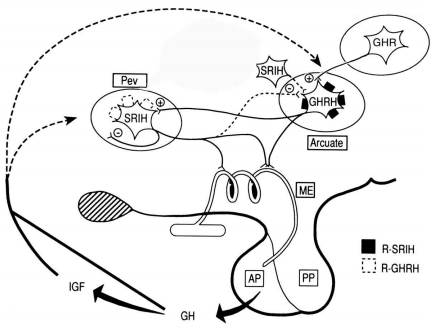 GHR
SRIH
+
−
GHRH
Arcuate
Pev
+
SRIH
−
ME
AP
PP
R-SRIH
R-GHRH
IGF
GH